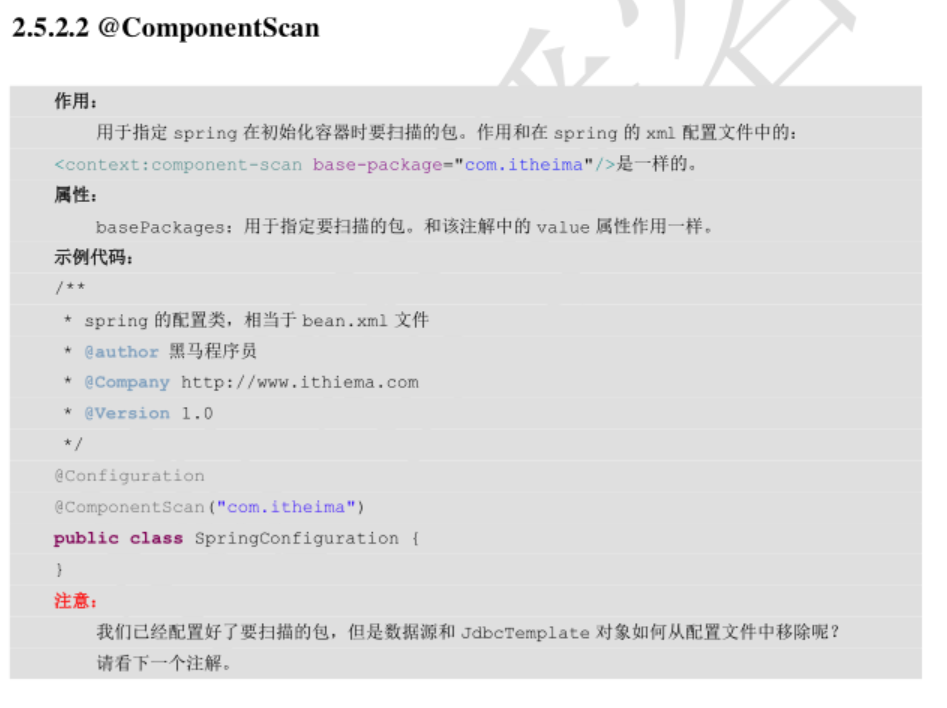 2.5.2.2 @ComponentScan
作用：
用于指定 spring 在初始化容器时要扫描的包。作用和在 spring 的 xml 配置文件中的：
<context:component-scan base-package="com.itheima"/>是一样的。
属性：
basePackages：用于指定要扫描的包。和该注解中的 value 属性作用一样。
示例代码：
/**
* spring 的配置类，相当于 bean.xml 文件
* @author 黑马程序员
* @Company http://www.ithiema.com
* @Version 1.0
*/
@Configuration
@ComponentScan("com.itheima")
public class SpringConfiguration {
}
注意：
我们已经配置好了要扫描的包，但是数据源和 JdbcTemplate 对象如何从配置文件中移除呢？
请看下一个注解。